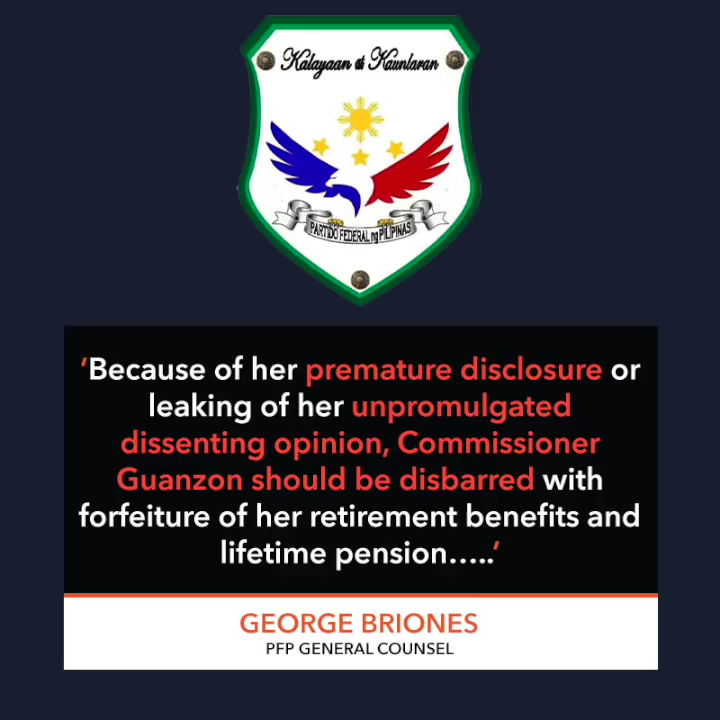 Kalayaan at Kaunlaran
PARTIDO FEDERAL ng PILIPINAS
‘Because of her premature disclosure or
leaking of her unpromulgated
dissenting opinion, Commissioner
Guanzon should be disbarred with
forfeiture of her retirement benefits and
lifetime pension.....’
GEORGE BRIONES
PFP GENERAL COUNSEL